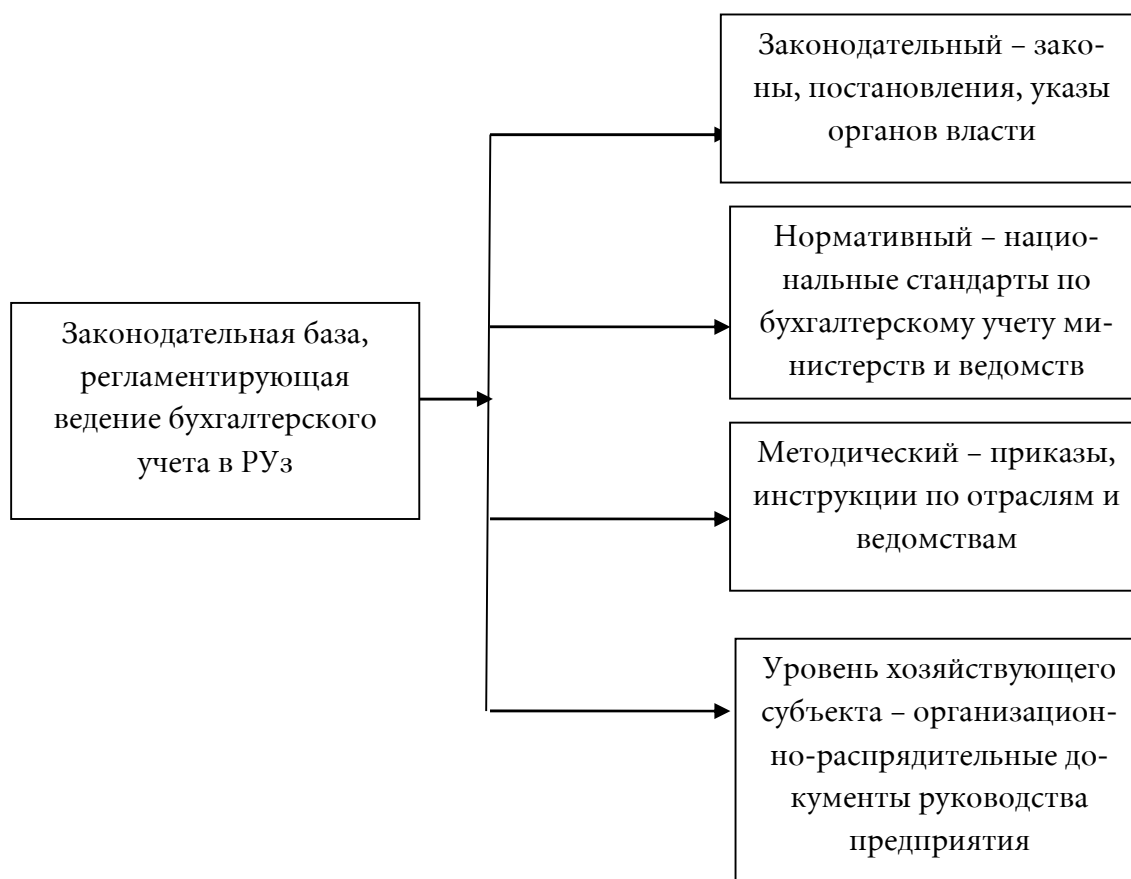 Законодательная база,
регламентирующая
ведение бухгалтерского
учета в РУз
Законодательный – зако-
ны, постановления, указы
органов власти
Нормативный – нацио-
нальные стандарты по
бухгалтерскому учету ми-
нистерств и ведомств
Методический – приказы,
инструкции по отраслям и
ведомствам
Уровень хозяйствующего
субъекта – организацион-
но-распрядительные до-
кументы руководства
предприятия